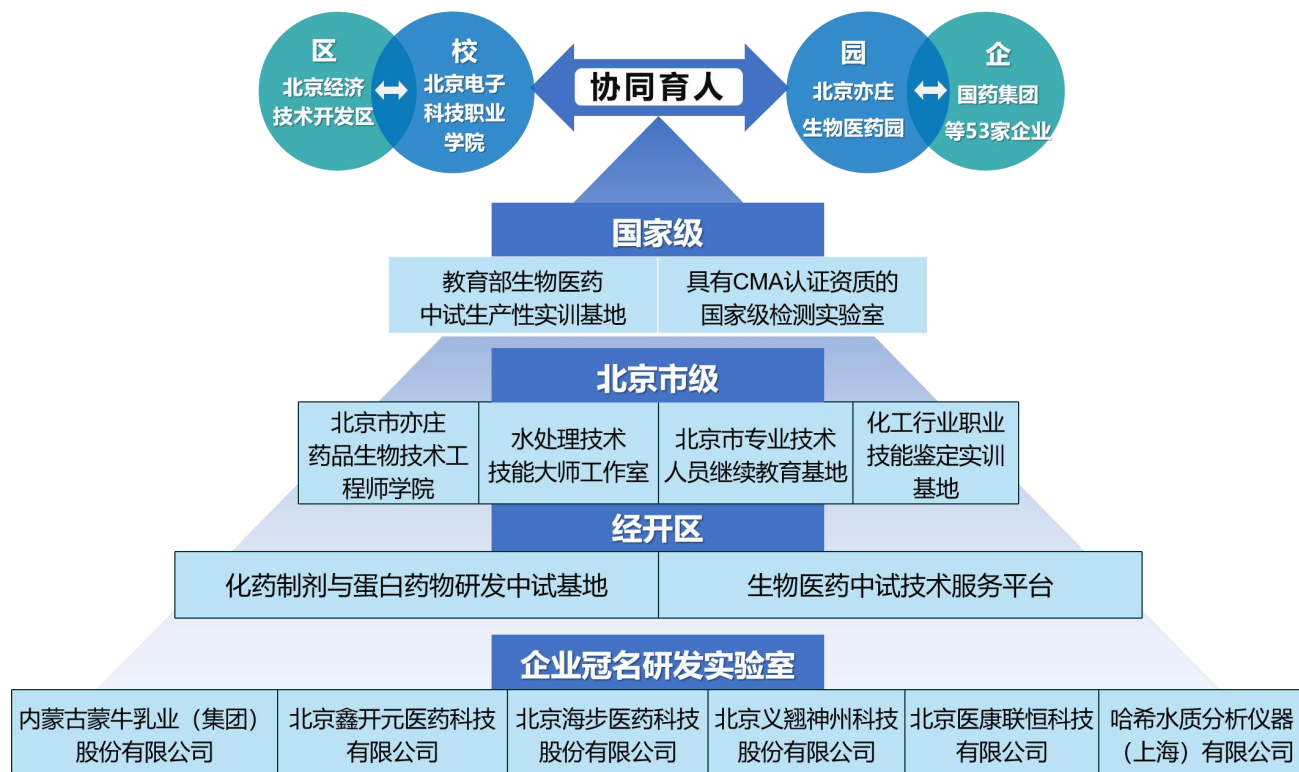 区
北京经济
技术开发区
校
北京电子
科技职业
学院
协同育人
园
北京亦庄
生物医药园
企
国药集团
等53家企业
国家级
教育部生物医药
中试生产性实训基地
具有CMA认证资质的
国家级检测实验室
北京市级
北京市亦庄
药品生物技术工
程师学院
水处理技术
技能大师工作室
北京市专业技术
人员继续教育基地
化工行业职业
技能鉴定实训
基地
经开区
化药制剂与蛋白药物研发中试基地
生物医药中试技术服务平台
企业冠名研发实验室
内蒙古蒙牛乳业（集团）
股份有限公司
北京鑫开元医药科技
有限公司
北京海步医药科技
股份有限公司
北京义翘神州科技
股份有限公司
北京医康联恒科技
有限公司
哈希水质分析仪器
（上海）有限公司